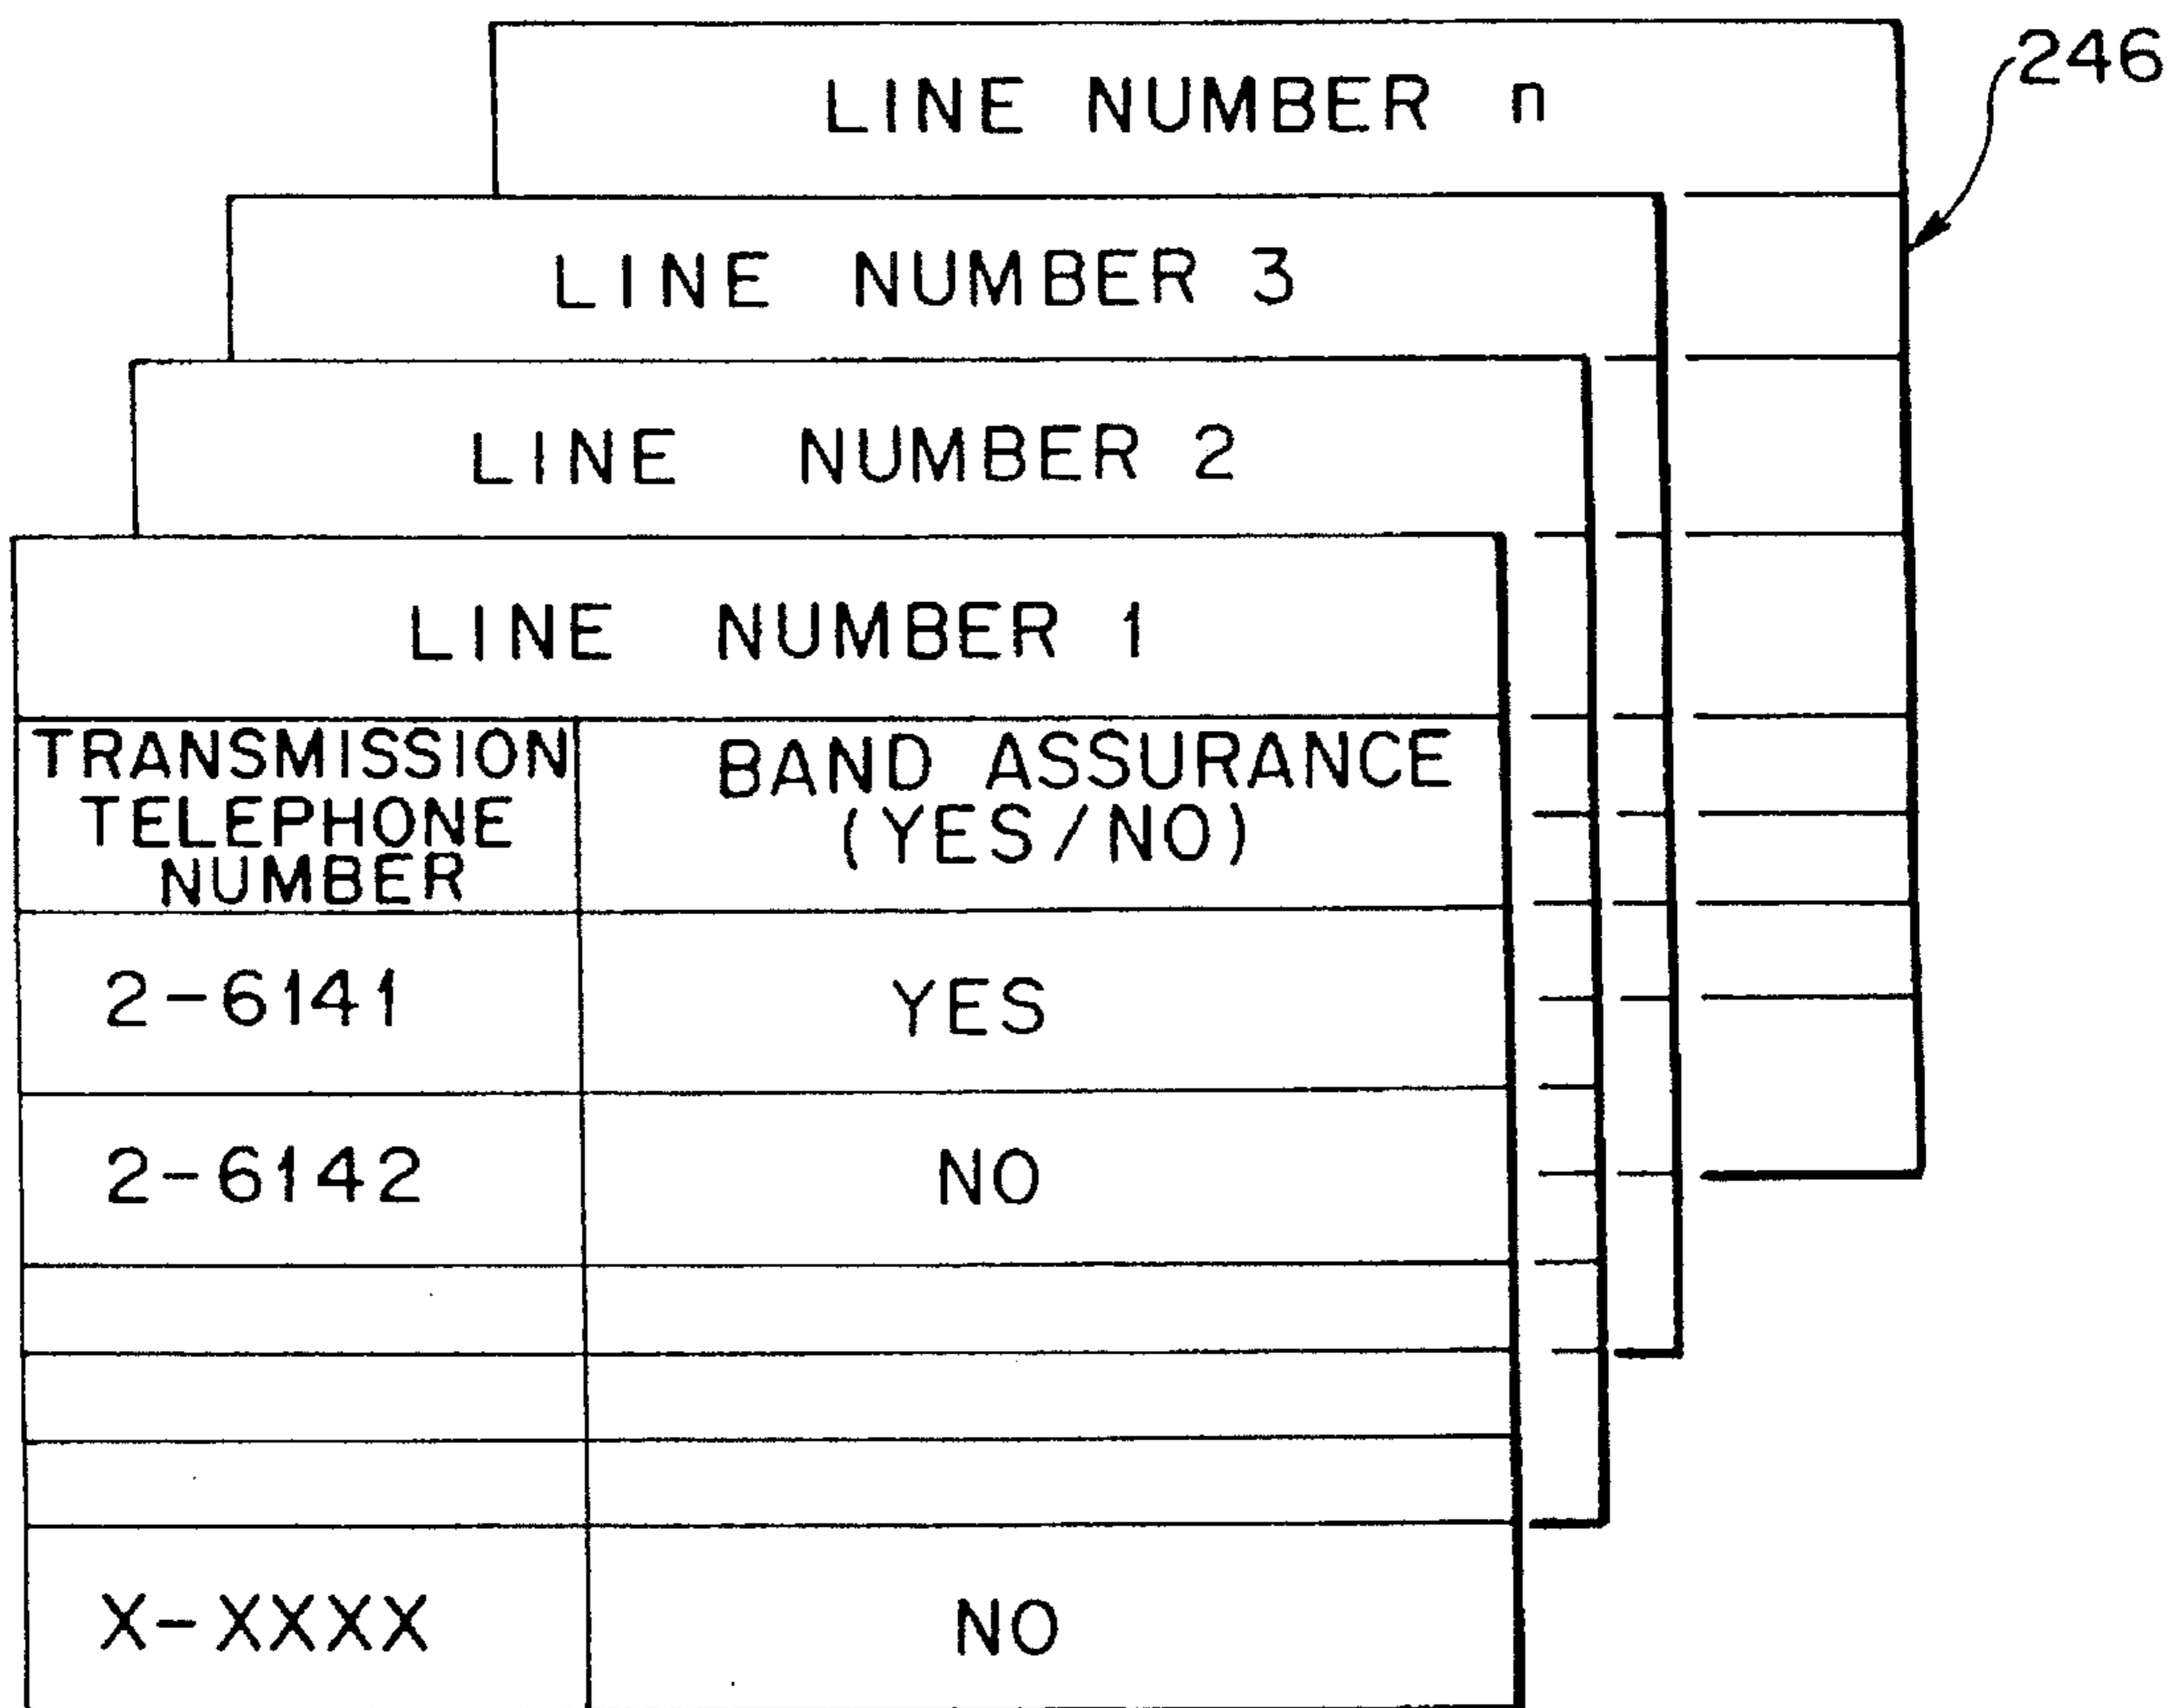 246
LINE NUMBER n
LINE NUMBER 3
LINE NUMBER 2
LINE NUMBER 1
TRANSMISSION
TELEPHONE
NUMBER
BAND ASSURANCE
(YES/NO)
2-6141
YES
2-6142
NO
X-XXXX
NO